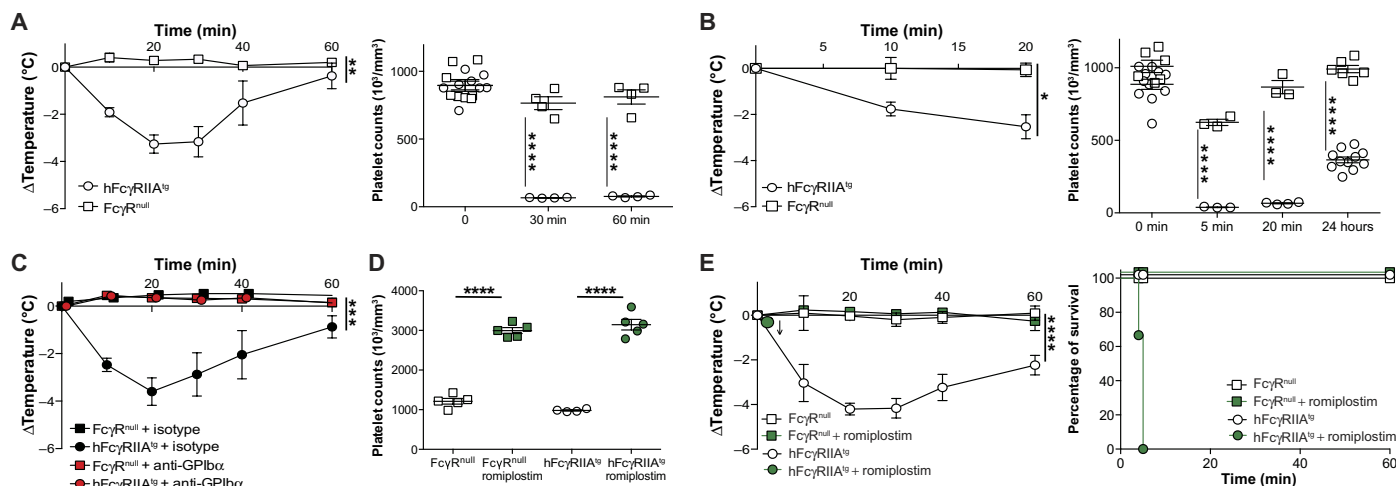 A
Time (min)
20
40
60
0
−2
−4
−6
ΔTemperature (°C)
**
hFcγRIIAtg
FcγRnull
Platelet counts (10³/mm³)
1000
500
0
****
****
0
30 min
60 min
B
Time (min)
5
10
15
20
0
−2
−4
−6
ΔTemperature (°C)
*
hFcγRIIAtg
FcγRnull
Platelet counts (10³/mm³)
1000
500
0
****
****
****
0 min
5 min
20 min
24 hours
C
Time (min)
20
40
60
0
−2
−4
−6
ΔTemperature (°C)
***
FcγRnull + isotype
hFcγRIIAtg + isotype
FcγRnull + anti-GPIbα
hFcγRIIAtg + anti-GPIbα
D
Platelet counts (10³/mm³)
4000
3000
2000
1000
0
****
****
FcγRnull
FcγRnull
romiplostim
hFcγRIIAtg
hFcγRIIAtg
romiplostim
E
Time (min)
20
40
60
0
−2
−4
−6
ΔTemperature (°C)
****
FcγRnull
FcγRnull + romiplostim
hFcγRIIAtg
hFcγRIIAtg + romiplostim
Percentage of survival
100
80
60
40
20
0
FcγRnull
FcγRnull + romiplostim
hFcγRIIAtg
hFcγRIIAtg + romiplostim
0
20
40
60
Time (min)